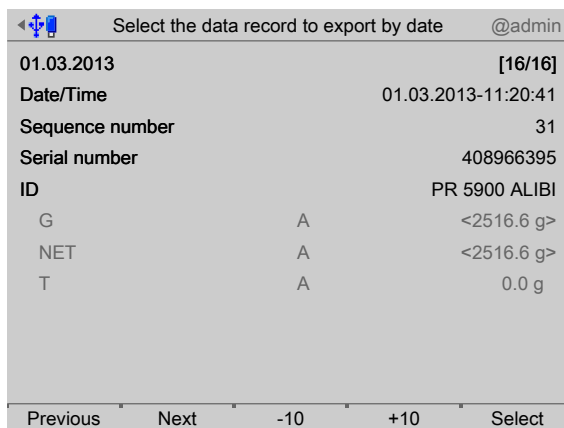 Select the data record to export by date @admin
01.03.2013 [16/16]
Date/Time 01.03.2013-11:20:41
Sequence number 31
Serial number 408966395
ID PR 5900 ALIBI
G A <2516.6 g>
NET A <2516.6 g>
T A 0.0 g
Previous Next -10 +10 Select